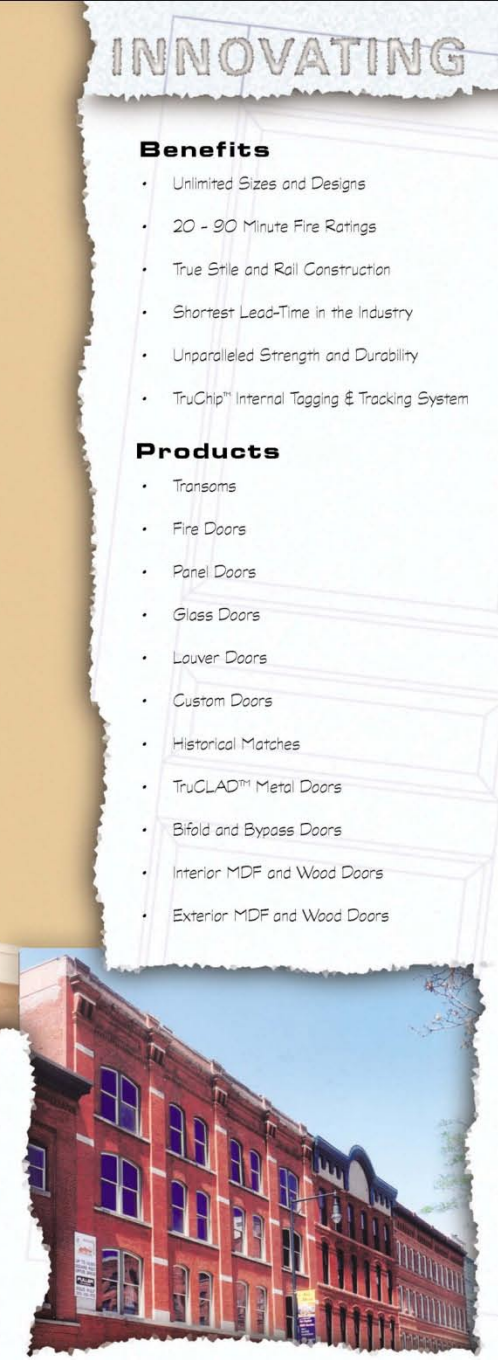 INNOVATING
Benefits
• Unlimited Sizes and Designs
• 20 - 90 Minute Fire Ratings
• True Stile and Rail Construction
• Shortest Lead-Time in the Industry
• Unparalleled Strength and Durability
• TruChip™ Internal Tagging & Tracking System
Products
• Transoms
• Fire Doors
• Panel Doors
• Glass Doors
• Louver Doors
• Custom Doors
• Historical Matches
• TruCLAD™ Metal Doors
• Bifold and Bypass Doors
• Interior MDF and Wood Doors
• Exterior MDF and Wood Doors